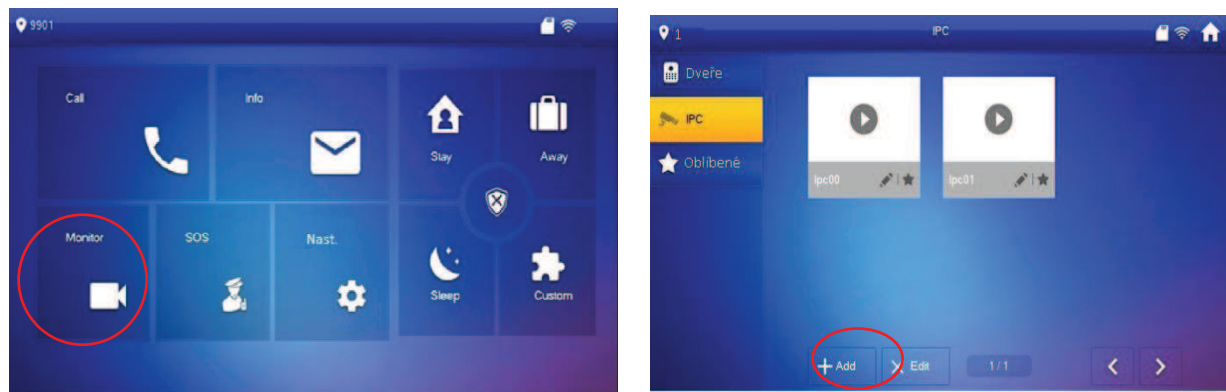 9901
Call
Info
Stay
Away
Monitor
SOS
Nast.
Sleep
Custom
1
IPC
Dveře
IPC
Oblíbené
ipc00
ipc01
+ Add
Edit
1/1